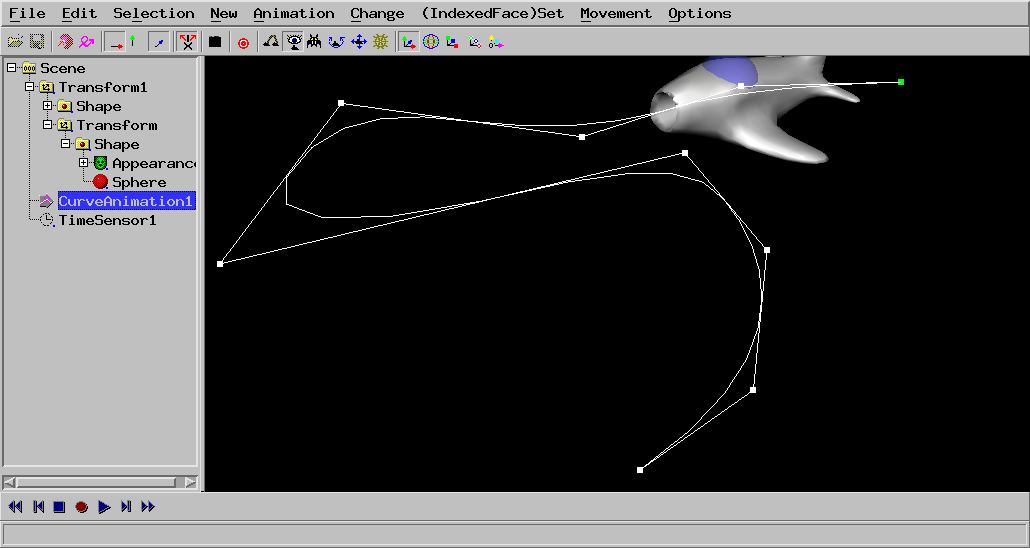 File Edit Selection New Animation Change (IndexedFace)Set Movement Options
Scene
Transform1
Shape
Transform
Shape
Appearanc
Sphere
CurveAnimation1
TimeSensor1